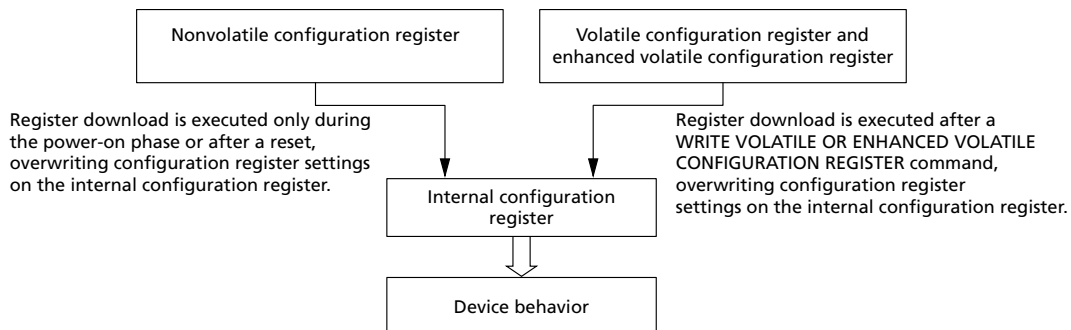 Nonvolatile configuration register
Volatile configuration register and
enhanced volatile configuration register
Register download is executed only during
the power-on phase or after a reset,
overwriting configuration register settings
on the internal configuration register.
Register download is executed after a
WRITE VOLATILE OR ENHANCED VOLATILE
CONFIGURATION REGISTER command,
overwriting configuration register
settings on the internal configuration register.
Internal configuration
register
Device behavior